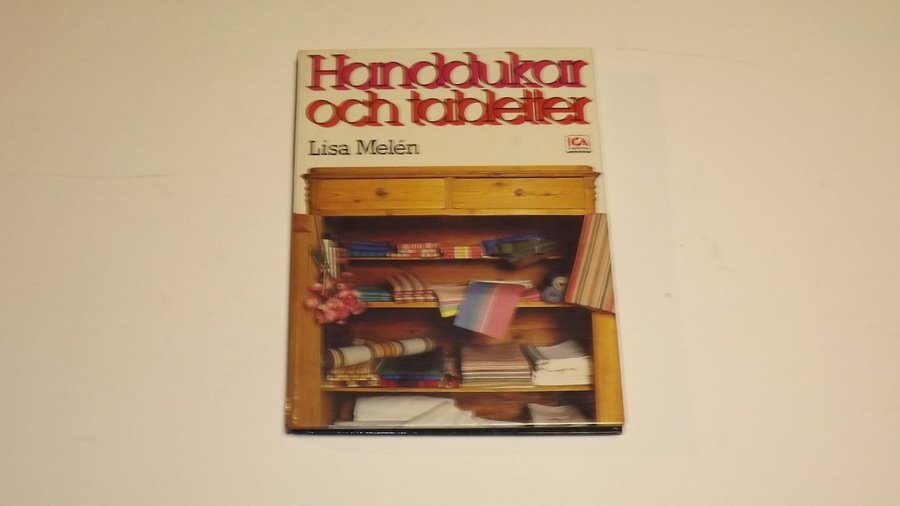 Handdukar
och tabletter
Lisa Melén
ICA